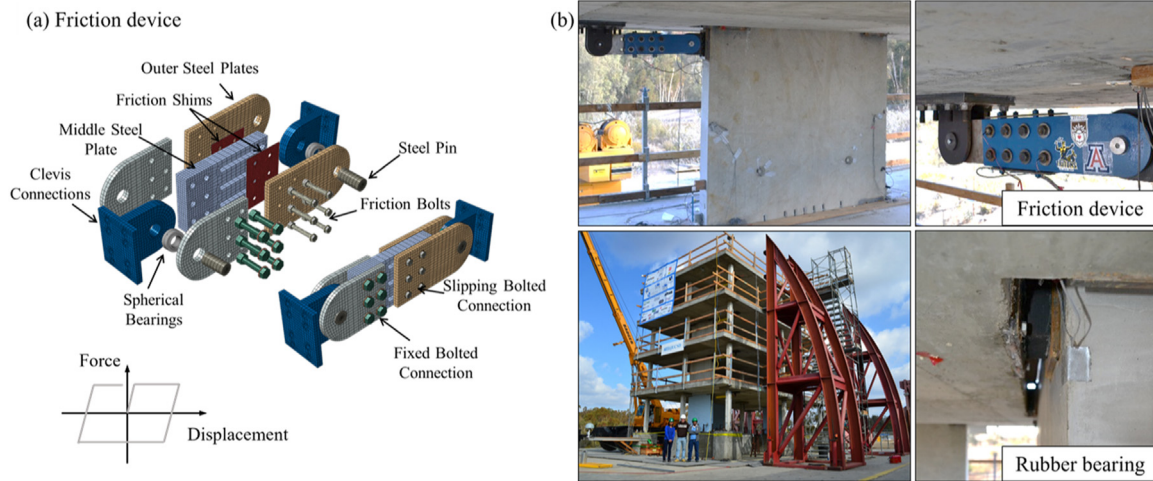 (a) Friction device
Outer Steel Plates
Friction Shims
Middle Steel
Plate
Clevis
Connections
Steel Pin
Friction Bolts
Spherical
Bearings
Slipping Bolted
Connection
Fixed Bolted
Connection
Force
Displacement
(b)
A
Friction device
Rubber bearing